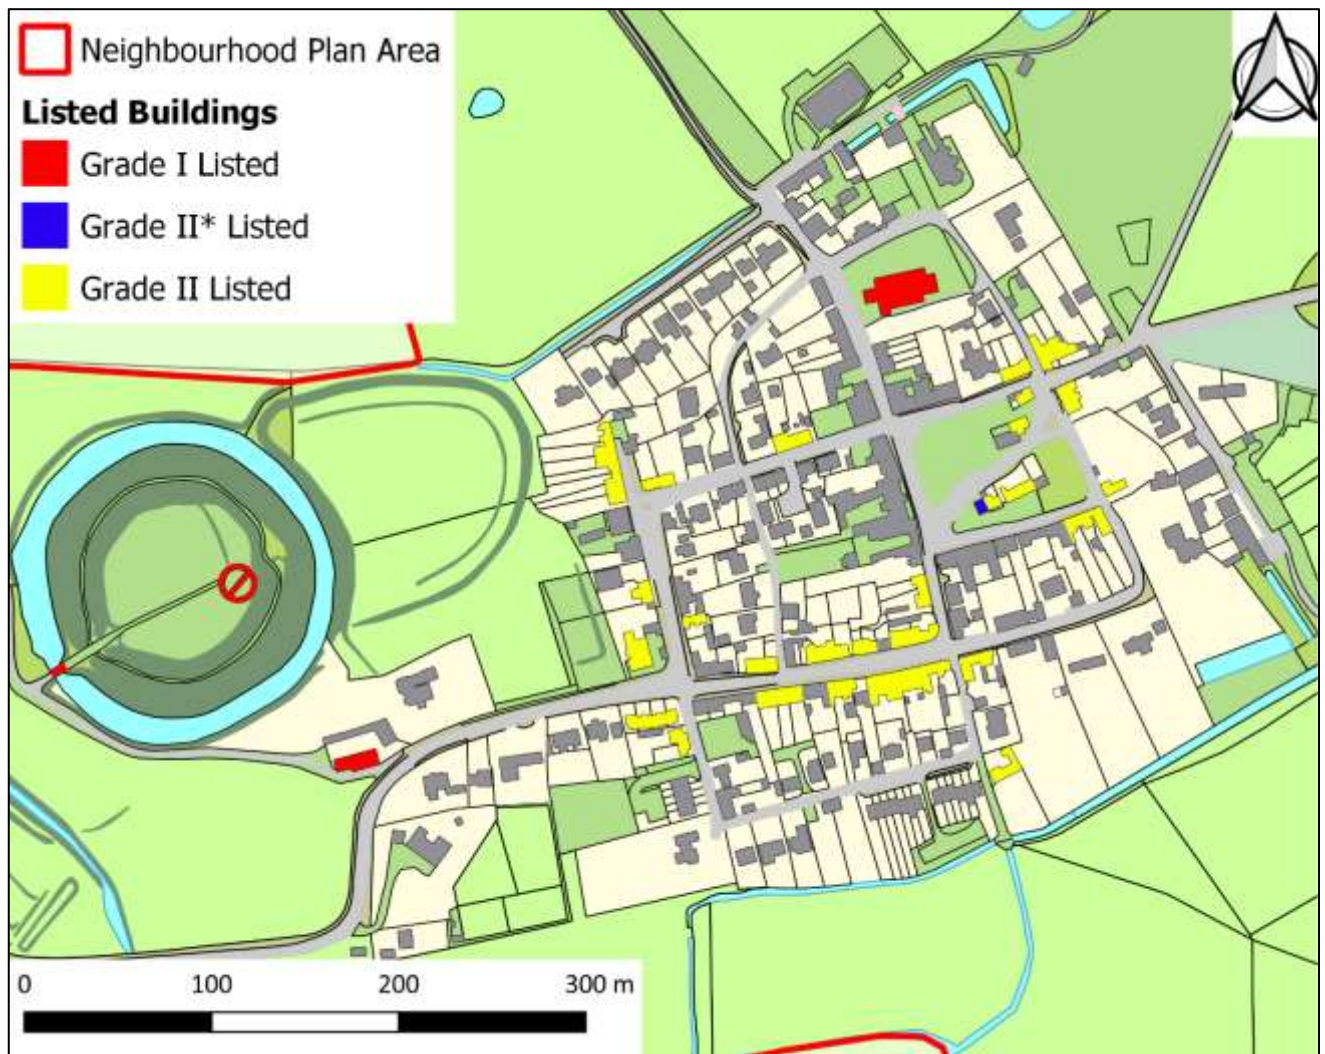 Neighbourhood Plan Area
Listed Buildings
Grade I Listed
Grade II* Listed
Grade II Listed
0 100 200 300 m